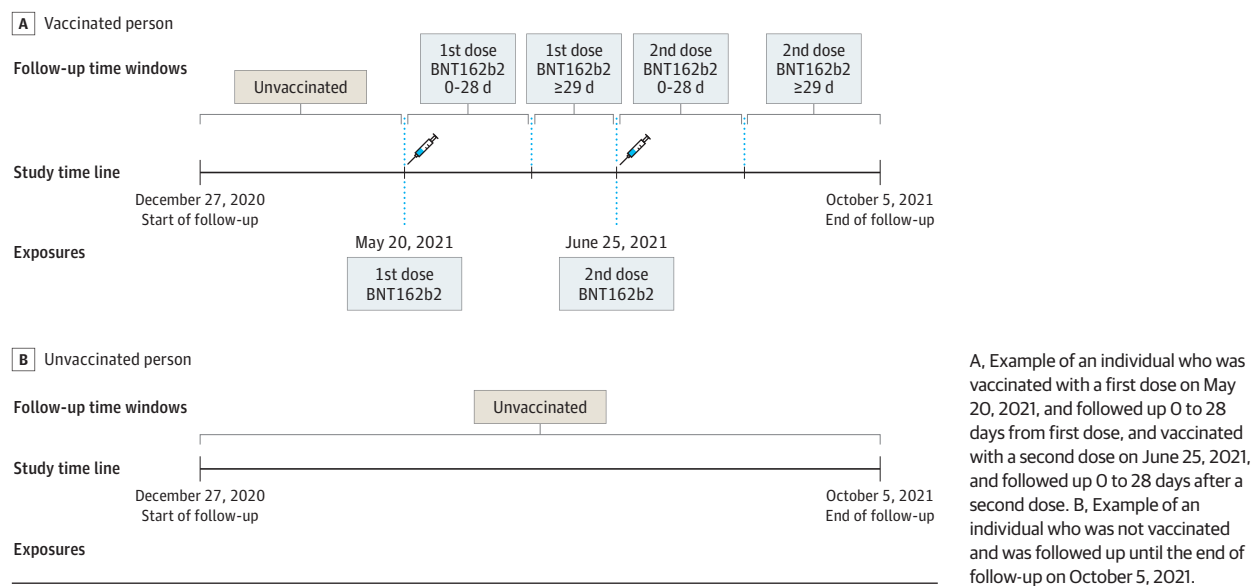 A Vaccinated person
Follow-up time windows
Unvaccinated
1st dose
BNT162b2
0-28 d
1st dose
BNT162b2
≥29 d
2nd dose
BNT162b2
0-28 d
2nd dose
BNT162b2
≥29 d
Study time line
December 27, 2020
Start of follow-up
October 5, 2021
End of follow-up
Exposures
May 20, 2021
1st dose
BNT162b2
June 25, 2021
2nd dose
BNT162b2
B Unvaccinated person
Follow-up time windows
Unvaccinated
Study time line
December 27, 2020
Start of follow-up
October 5, 2021
End of follow-up
Exposures
A, Example of an individual who was
vaccinated with a first dose on May
20, 2021, and followed up 0 to 28
days from first dose, and vaccinated
with a second dose on June 25, 2021,
and followed up 0 to 28 days after a
second dose. B, Example of an
individual who was not vaccinated
and was followed up until the end of
follow-up on October 5, 2021.